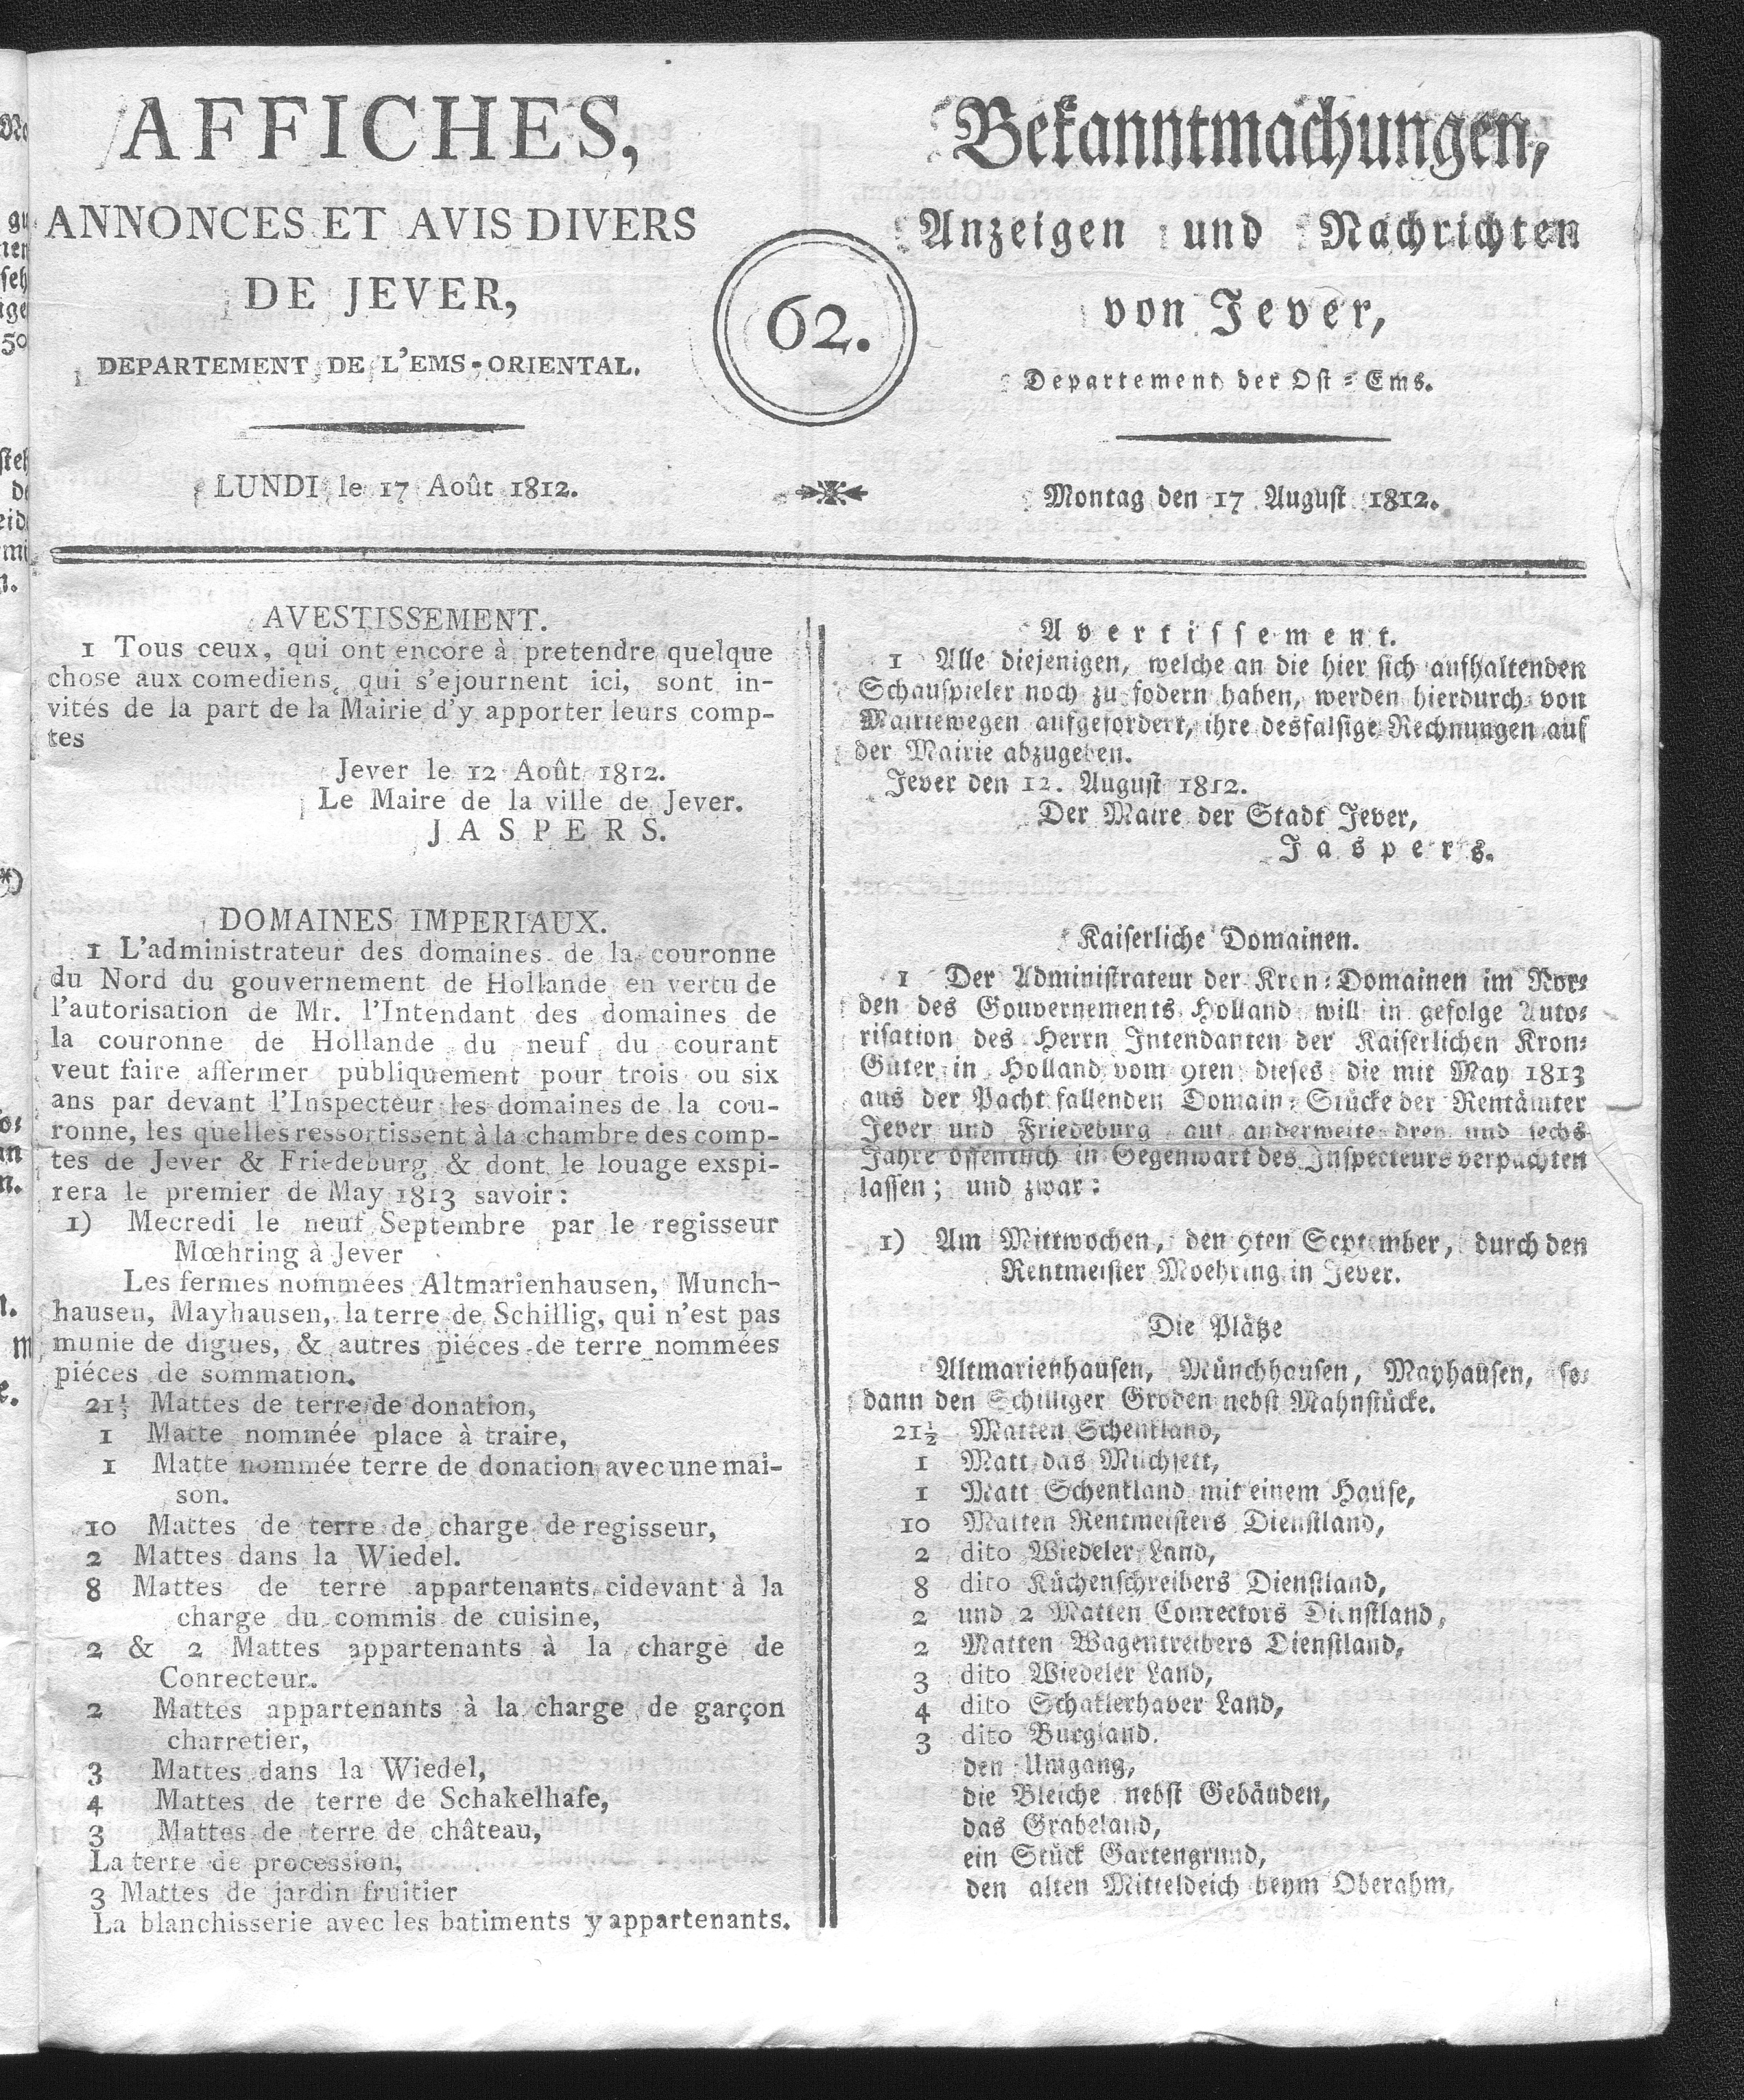 AFFICHES,
ANNONCES ET AVIS DIVERS
DE JEVER,
DEPARTEMENT DE L'EMS-ORIENTAL.
LUNDI le 17 Août 1812.
62.
Bekanntmachungen,
Anzeigen und Nachrichten
von Jever,
Departement der Ost-Ems.
Montag den 17 August 1812.
AVESTISSEMENT.
1 Tous ceux, qui ont encore à pretendre quelque
chose aux comediens, qui s'ejournent ici, sont in-
vités de la part de la Mairie d'y apporter leurs comp-
tes
Jever le 12 Août 1812.
Le Maire de la ville de Jever.
JASPERS.
DOMAINES IMPERIAUX.
1 L'administrateur des domaines de la couronne
du Nord du gouvernement de Hollande en vertu de
l'autorisation de Mr. l'Intendant des domaines de
la couronne de Hollande du neuf du courant
veut faire affermer publiquement pour trois ou six
ans par devant l'Inspecteur les domaines de la cou-
ronne, les quelles ressortissent à la chambre des comp-
tes de Jever & Friedeburg & dont le louage exspi-
rera le premier de May 1813 savoir:
1) Mecredi le neuf Septembre par le regisseur
Mœhring à Jever
Les fermes nommées Altmarienhausen, Munch-
hausen, Mayhausen, la terre de Schillig, qui n'est pas
munie de digues, & autres piéces de terre nommées
piéces de sommation.
21½ Mattes de terre de donation,
1 Matte nommée place à traire,
1 Matte nommée terre de donation avec une mai-
son.
10 Mattes de terre de charge de regisseur,
2 Mattes dans la Wiedel.
8 Mattes de terre appartenants cidevant à la
charge du commis de cuisine,
2 & 2 Mattes appartenants à la charge de
Conrecteur.
2 Mattes appartenants à la charge de garçon
charretier,
3 Mattes dans la Wiedel,
4 Mattes de terre de Schakelhafe,
3 Mattes de terre de château,
La terre de procession,
3 Mattes de jardin fruitier
La blanchisserie avec les batiments y appartenants.
Avertissement.
1 Alle diejenigen, welche an die hier sich aufhaltenden
Schauspieler noch zu fodern haben, werden hierdurch von
Mairiewegen aufgefordert, ihre desfalsige Rechnungen auf
der Mairie abzugeben.
Jever den 12. August 1812.
Der Maire der Stadt Jever,
Jaspers.
Kaiserliche Domainen.
1 Der Administrateur der Kron-Domainen im Nor-
den des Gouvernements Holland will in gefolge Auto-
risation des Herrn Intendanten der Kaiserlichen Kron-
Güter in Holland vom 9ten dieses die mit May 1813
aus der Pacht fallenden Domain-Stücke der Rentämter
Jever und Friedeburg auf anderweite drey und sechs
Jahre öffentlich in Gegenwart des Inspecteurs verpachten
lassen; und zwar:
1) Am Mittwochen, den 9ten September, durch den
Rentmeister Moehring in Jever.
Die Plätze
Altmarienhausen, Münchhausen, Mayhausen, so-
dann den Schilliger Groden nebst Mahnstücke.
21½ Matten Schenkland,
1 Matt das Milchsett,
1 Matt Schenkland mit einem Hause,
10 Matten Rentmeisters Dienstland,
2 dito Wiedeler Land,
8 dito Küchenschreibers Dienstland,
2 und 2 Matten Conrectors Dienstland,
2 Matten Wagentreibers Dienstland,
3 dito Wiedeler Land,
4 dito Schaklerhaver Land,
3 dito Burgland.
den Umgang,
die Bleiche nebst Gebäuden,
das Grabeland,
ein Stück Gartengrund,
den alten Mitteldeich beym Oberahm,